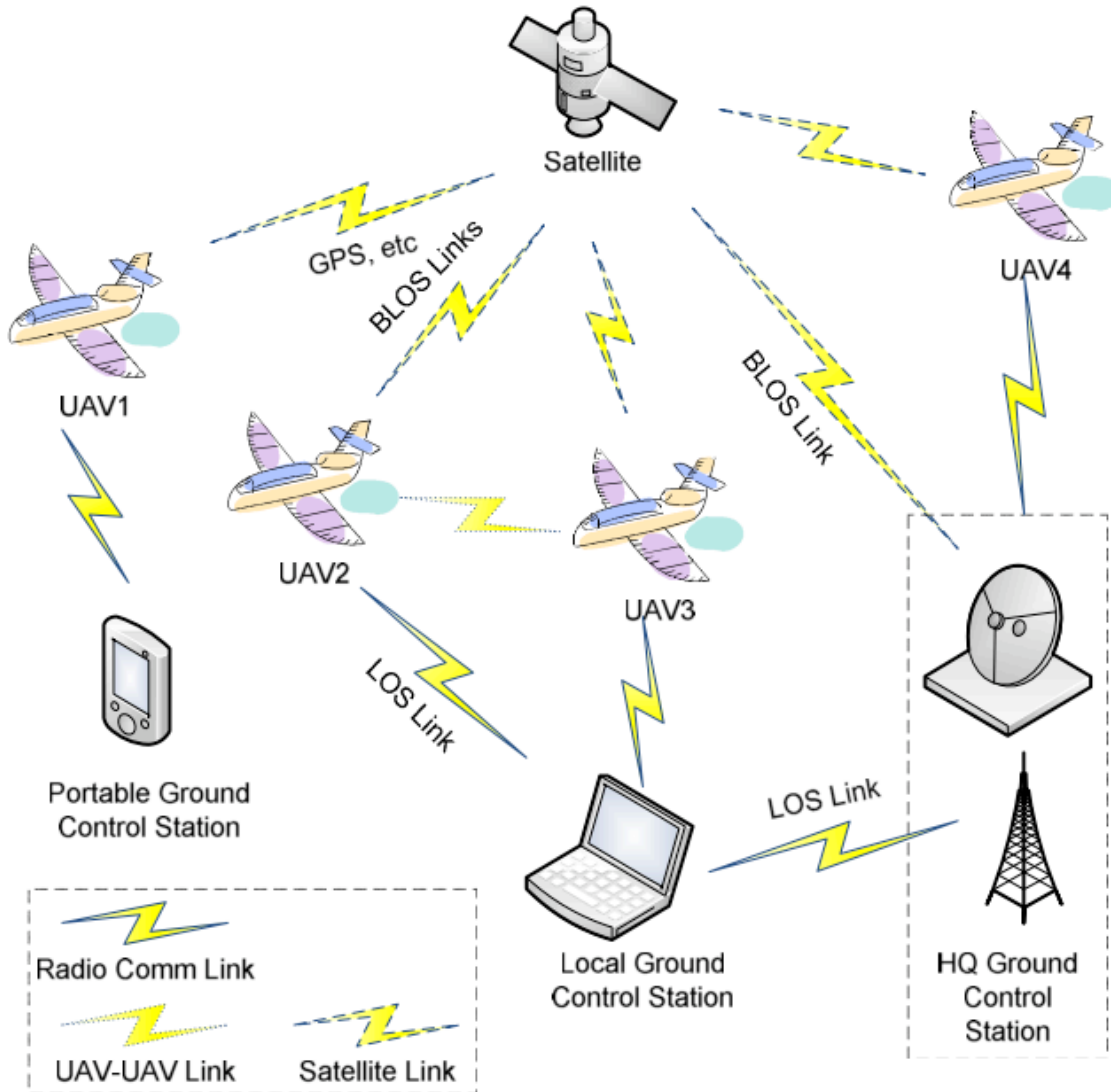 Satellite
UAV4
GPS, etc
BLOS Links
UAV1
BLOS Link
UAV2
UAV3
LOS Link
Portable Ground
Control Station
LOS Link
Radio Comm Link
Local Ground
Control Station
HQ Ground
Control
Station
UAV-UAV Link
Satellite Link